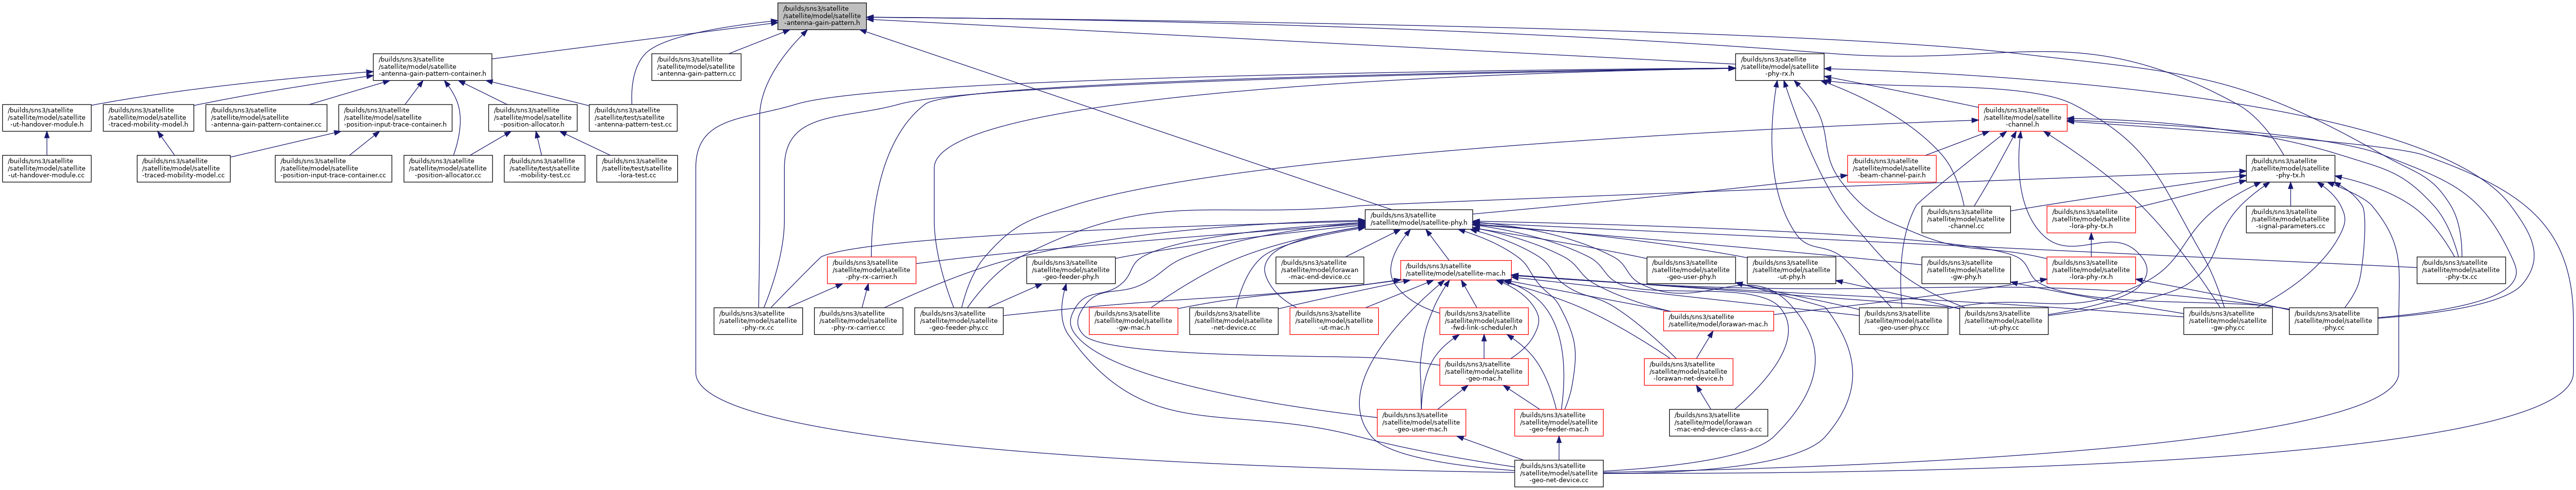 /builds/sns3/satellite
/satellite/model/satellite
-antenna-gain-pattern.h
/builds/sns3/satellite
/satellite/model/satellite
-antenna-gain-pattern-container.h
/builds/sns3/satellite
/satellite/model/satellite
-antenna-gain-pattern.cc
/builds/sns3/satellite
/satellite/model/satellite
-phy-rx.h
/builds/sns3/satellite
/satellite/model/satellite
-ut-handover-module.h
/builds/sns3/satellite
/satellite/model/satellite
-traced-mobility-model.h
/builds/sns3/satellite
/satellite/model/satellite
-antenna-gain-pattern-container.cc
/builds/sns3/satellite
/satellite/model/satellite
-position-input-trace-container.h
/builds/sns3/satellite
/satellite/model/satellite
-position-allocator.h
/builds/sns3/satellite
/satellite/test/satellite
-antenna-pattern-test.cc
/builds/sns3/satellite
/satellite/model/satellite
-channel.h
/builds/sns3/satellite
/satellite/model/satellite
-ut-handover-module.cc
/builds/sns3/satellite
/satellite/model/satellite
-traced-mobility-model.cc
/builds/sns3/satellite
/satellite/model/satellite
-position-input-trace-container.cc
/builds/sns3/satellite
/satellite/model/satellite
-position-allocator.cc
/builds/sns3/satellite
/satellite/test/satellite
-mobility-test.cc
/builds/sns3/satellite
/satellite/test/satellite
-lora-test.cc
/builds/sns3/satellite
/satellite/model/satellite
-beam-channel-pair.h
/builds/sns3/satellite
/satellite/model/satellite
-phy-tx.h
/builds/sns3/satellite
/satellite/model/satellite-phy.h
/builds/sns3/satellite
/satellite/model/satellite
-channel.cc
/builds/sns3/satellite
/satellite/model/satellite
-lora-phy-tx.h
/builds/sns3/satellite
/satellite/model/satellite
-signal-parameters.cc
/builds/sns3/satellite
/satellite/model/satellite
-phy-rx-carrier.h
/builds/sns3/satellite
/satellite/model/satellite
-geo-feeder-phy.h
/builds/sns3/satellite
/satellite/model/lorawan
-mac-end-device.cc
/builds/sns3/satellite
/satellite/model/satellite-mac.h
/builds/sns3/satellite
/satellite/model/satellite
-geo-user-phy.h
/builds/sns3/satellite
/satellite/model/satellite
-ut-phy.h
/builds/sns3/satellite
/satellite/model/satellite
-gw-phy.h
/builds/sns3/satellite
/satellite/model/satellite
-lora-phy-rx.h
/builds/sns3/satellite
/satellite/model/satellite
-phy-tx.cc
/builds/sns3/satellite
/satellite/model/satellite
-phy-rx.cc
/builds/sns3/satellite
/satellite/model/satellite
-phy-rx-carrier.cc
/builds/sns3/satellite
/satellite/model/satellite
-geo-feeder-phy.cc
/builds/sns3/satellite
/satellite/model/satellite
-gw-mac.h
/builds/sns3/satellite
/satellite/model/satellite
-net-device.cc
/builds/sns3/satellite
/satellite/model/satellite
-ut-mac.h
/builds/sns3/satellite
/satellite/model/satellite
-fwd-link-scheduler.h
/builds/sns3/satellite
/satellite/model/lorawan-mac.h
/builds/sns3/satellite
/satellite/model/satellite
-geo-user-phy.cc
/builds/sns3/satellite
/satellite/model/satellite
-ut-phy.cc
/builds/sns3/satellite
/satellite/model/satellite
-gw-phy.cc
/builds/sns3/satellite
/satellite/model/satellite
-phy.cc
/builds/sns3/satellite
/satellite/model/satellite
-geo-mac.h
/builds/sns3/satellite
/satellite/model/satellite
-lorawan-net-device.h
/builds/sns3/satellite
/satellite/model/satellite
-geo-user-mac.h
/builds/sns3/satellite
/satellite/model/satellite
-geo-feeder-mac.h
/builds/sns3/satellite
/satellite/model/lorawan
-mac-end-device-class-a.cc
/builds/sns3/satellite
/satellite/model/satellite
-geo-net-device.cc